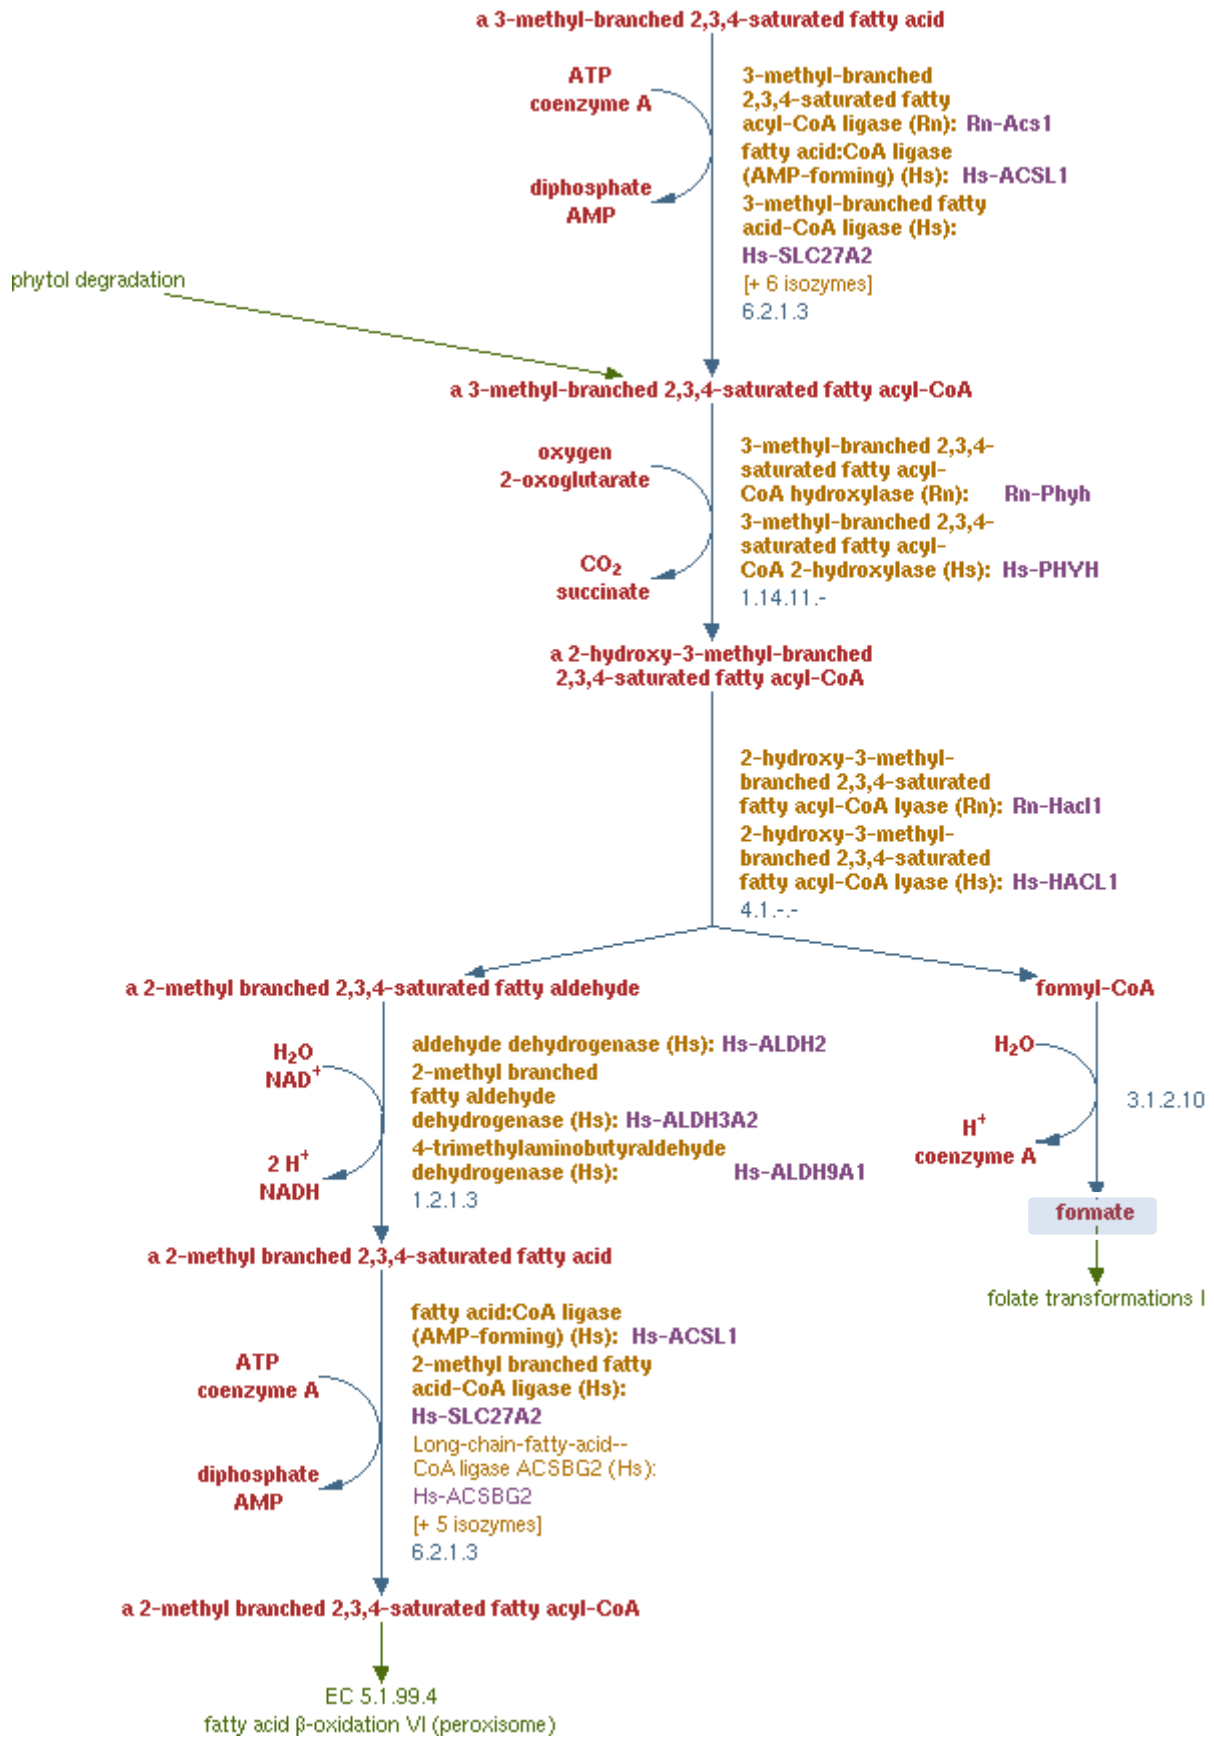 a 3-methyl-branched 2,3,4-saturated fatty acid
ATP
coenzyme A
diphosphate
AMP
3-methyl-branched
2,3,4-saturated fatty
acyl-CoA ligase (Rn): Rn-Acs1
fatty acid:CoA ligase
(AMP-forming) (Hs): Hs-ACSL1
3-methyl-branched fatty
acid-CoA ligase (Hs):
Hs-SLC27A2
[+ 6 isozymes]
6.2.1.3
phytol degradation
a 3-methyl-branched 2,3,4-saturated fatty acyl-CoA
oxygen
2-oxoglutarate
CO₂
succinate
3-methyl-branched 2,3,4-
saturated fatty acyl-
CoA hydroxylase (Rn): Rn-Phyh
3-methyl-branched 2,3,4-
saturated fatty acyl-
CoA 2-hydroxylase (Hs): Hs-PHYH
1.14.11.-
a 2-hydroxy-3-methyl-branched
2,3,4-saturated fatty acyl-CoA
2-hydroxy-3-methyl-
branched 2,3,4-saturated
fatty acyl-CoA lyase (Rn): Rn-Hacl1
2-hydroxy-3-methyl-
branched 2,3,4-saturated
fatty acyl-CoA lyase (Hs): Hs-HACL1
4.1.-.-
a 2-methyl branched 2,3,4-saturated fatty aldehyde
formyl-CoA
H₂O
NAD⁺
2 H⁺
NADH
aldehyde dehydrogenase (Hs): Hs-ALDH2
2-methyl branched
fatty aldehyde
dehydrogenase (Hs): Hs-ALDH3A2
4-trimethylaminobutyraldehyde
dehydrogenase (Hs): Hs-ALDH9A1
1.2.1.3
H₂O
H⁺
coenzyme A
3.1.2.10
formate
folate transformations I
a 2-methyl branched 2,3,4-saturated fatty acid
ATP
coenzyme A
diphosphate
AMP
fatty acid:CoA ligase
(AMP-forming) (Hs): Hs-ACSL1
2-methyl branched fatty
acid-CoA ligase (Hs):
Hs-SLC27A2
Long-chain-fatty-acid--
CoA ligase ACSBG2 (Hs):
Hs-ACSBG2
[+ 5 isozymes]
6.2.1.3
a 2-methyl branched 2,3,4-saturated fatty acyl-CoA
EC 5.1.99.4
fatty acid β-oxidation VI (peroxisome)